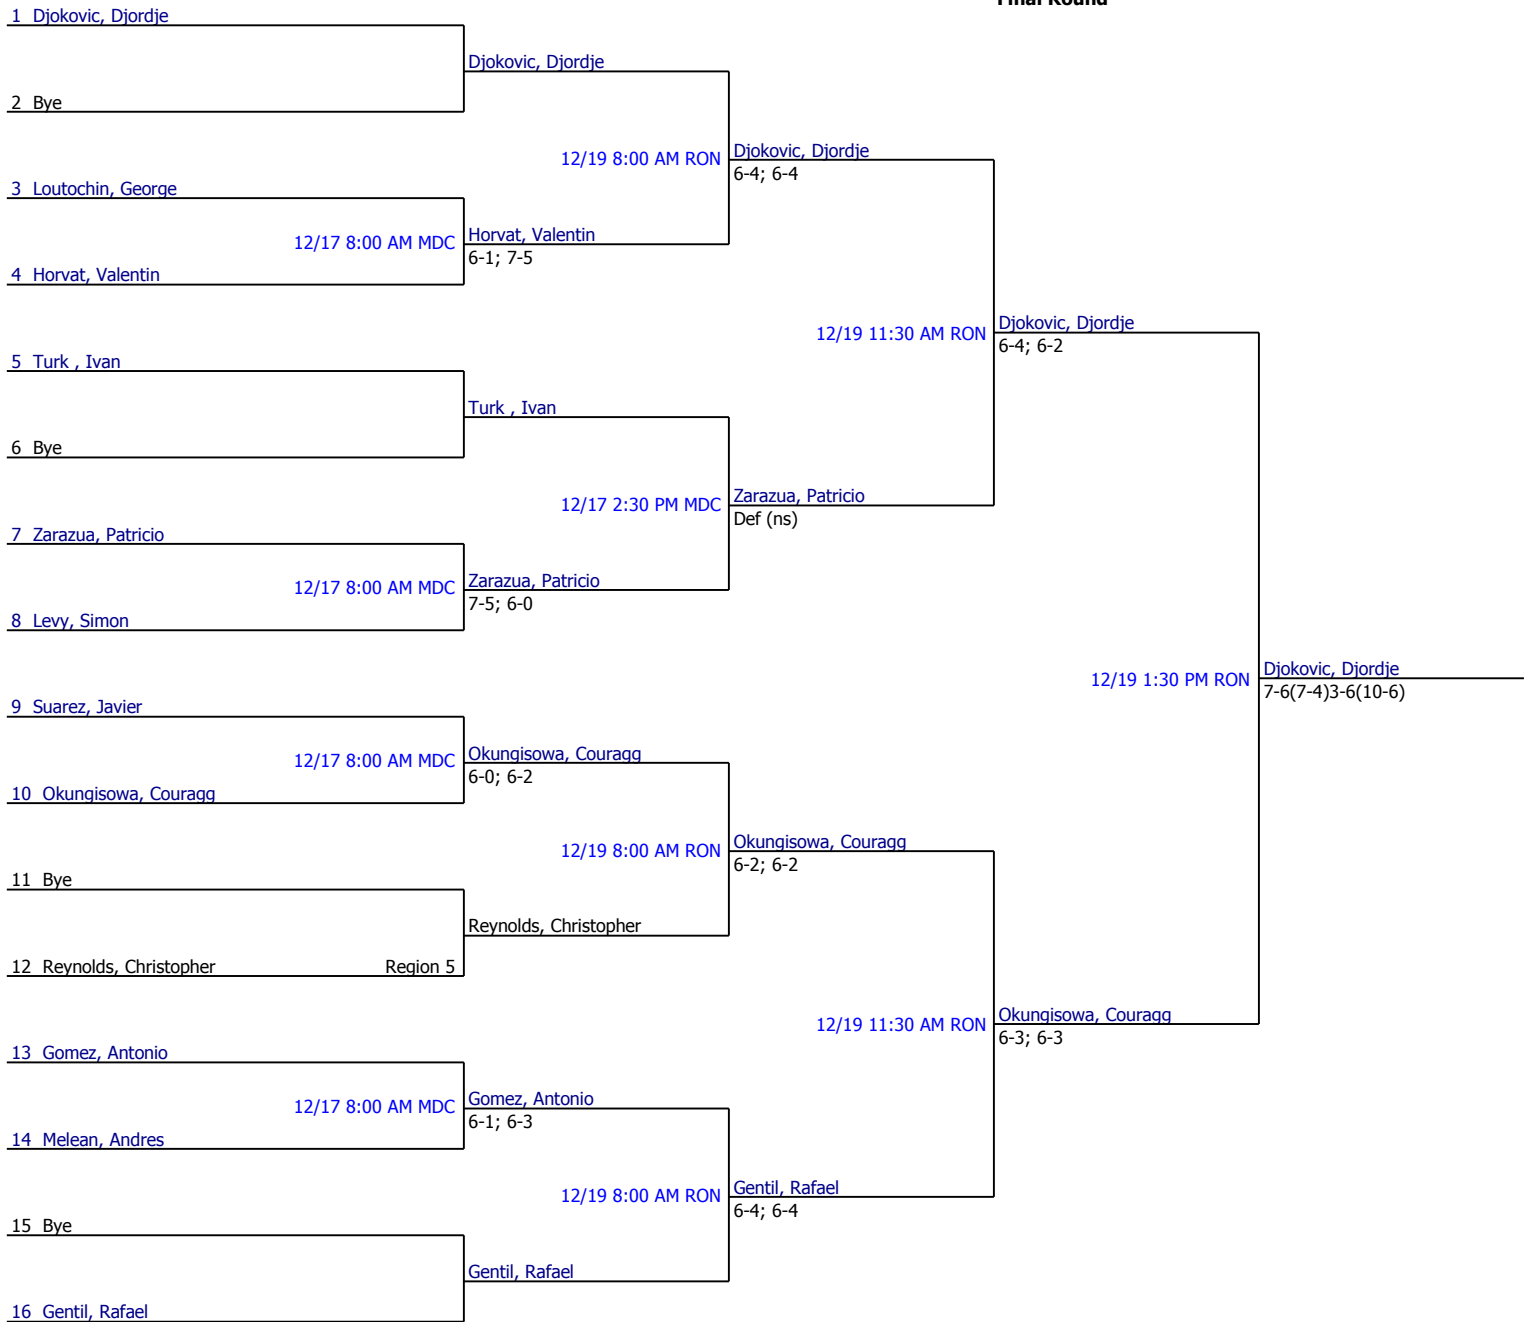 Final Round
1 Djokovic, Djordje
Djokovic, Djordje
2 Bye
12/19 8:00 AM RON
Djokovic, Djordje
6-4; 6-4
3 Loutochin, George
12/17 8:00 AM MDC
Horvat, Valentin
6-1; 7-5
4 Horvat, Valentin
12/19 11:30 AM RON
Djokovic, Djordje
6-4; 6-2
5 Turk , Ivan
Turk , Ivan
6 Bye
12/17 2:30 PM MDC
Zarazua, Patricio
Def (ns)
7 Zarazua, Patricio
12/17 8:00 AM MDC
Zarazua, Patricio
7-5; 6-0
8 Levy, Simon
12/19 1:30 PM RON
Djokovic, Djordje
7-6(7-4)3-6(10-6)
9 Suarez, Javier
12/17 8:00 AM MDC
Okungisowa, Couragg
6-0; 6-2
10 Okungisowa, Couragg
12/19 8:00 AM RON
Okungisowa, Couragg
6-2; 6-2
11 Bye
Reynolds, Christopher
12 Reynolds, Christopher Region 5
12/19 11:30 AM RON
Okungisowa, Couragg
6-3; 6-3
13 Gomez, Antonio
12/17 8:00 AM MDC
Gomez, Antonio
6-1; 6-3
14 Melean, Andres
12/19 8:00 AM RON
Gentil, Rafael
6-4; 6-4
15 Bye
Gentil, Rafael
16 Gentil, Rafael